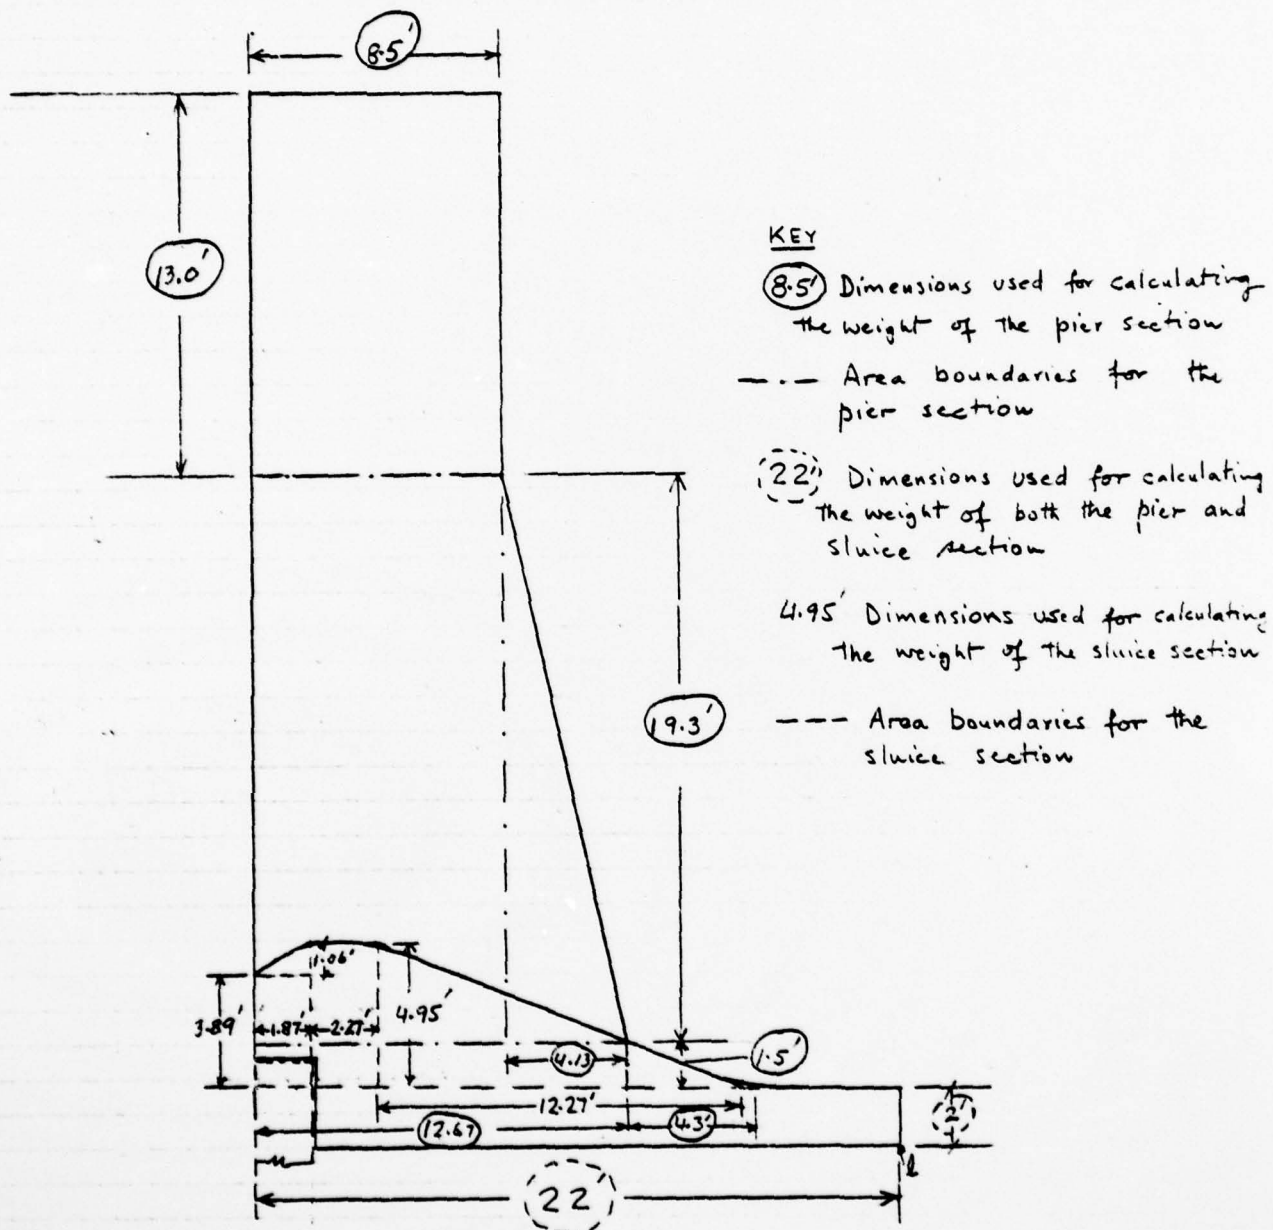 8.5'
13.0'
KEY
8.5' Dimensions used for calculating
the weight of the pier section
—·— Area boundaries for the
pier section
22' Dimensions used for calculating
the weight of both the pier and
sluice section
4.95' Dimensions used for calculating
the weight of the sluice section
--- Area boundaries for the
sluice section
19.3'
1.06'
3.89'
1.87'
2.27'
4.95'
4.13
1.5'
12.27'
12.67
4.3'
2'
22'